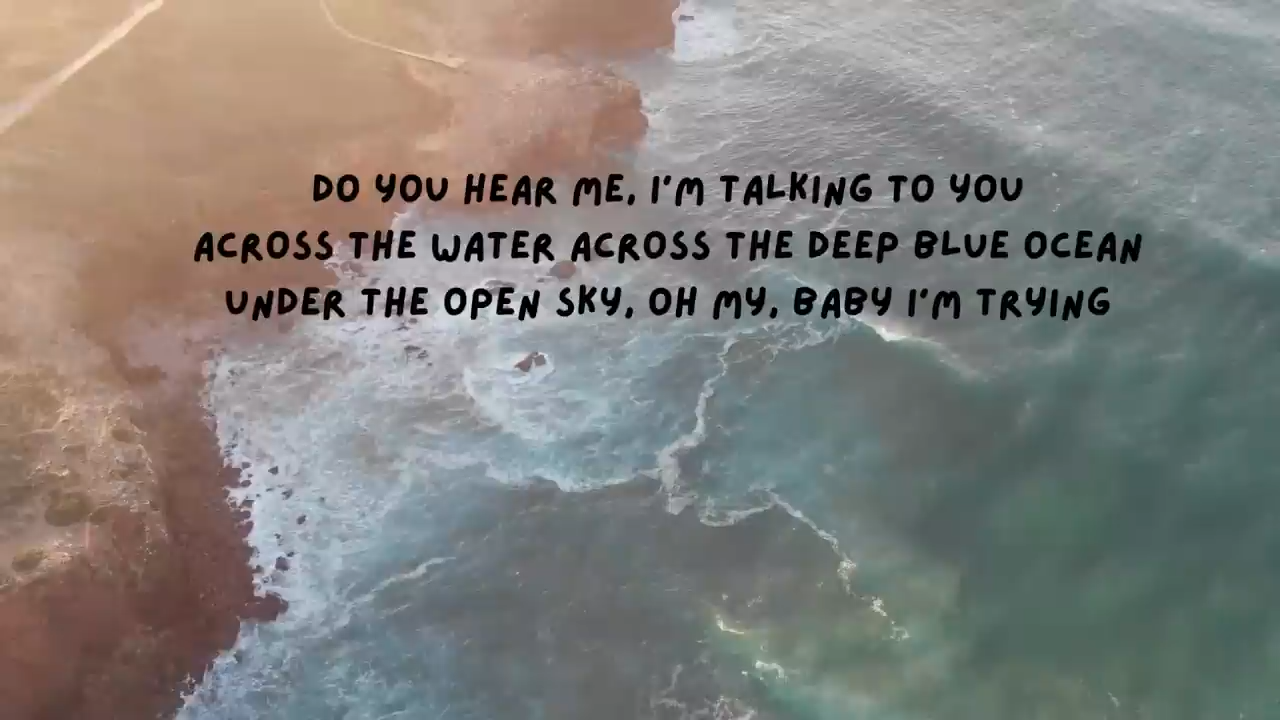 DO YOU HEAR ME, I'M TALKING TO YOU
ACROSS THE WATER ACROSS THE DEEP BLUE OCEAN
UNDER THE OPEN SKY, OH MY, BABY I'M TRYING